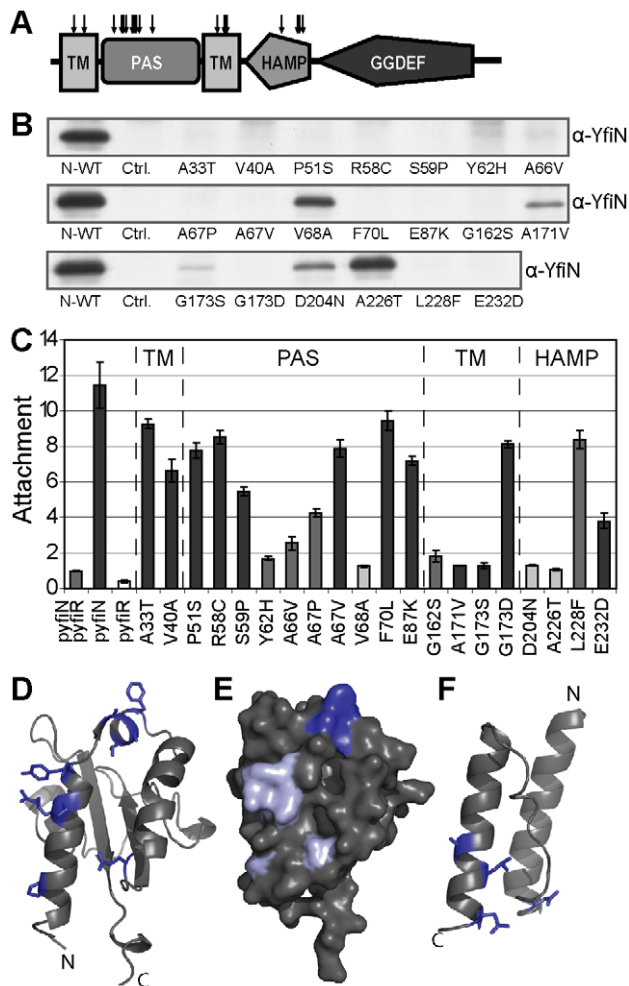 A
TM PAS TM HAMP GGDEF
B
α-YfiN
N-WT Ctrl. A33T V40A P51S R58C S59P Y62H A66V
α-YfiN
N-WT Ctrl. A67P A67V V68A F70L E87K G162S A171V
α-YfiN
N-WT Ctrl. G173S G173D D204N A226T L228F E232D
C
14
12
10
8
6
4
2
0
Attachment
TM PAS TM HAMP
pyfiN
pyfiR
pyfiN
pyfiR
A33T
V40A
P51S
R58C
S59P
Y62H
A66V
A67P
A67V
V68A
F70L
E87K
G162S
A171V
G173S
G173D
D204N
A226T
L228F
E232D
D
N
C
E
F
N
C